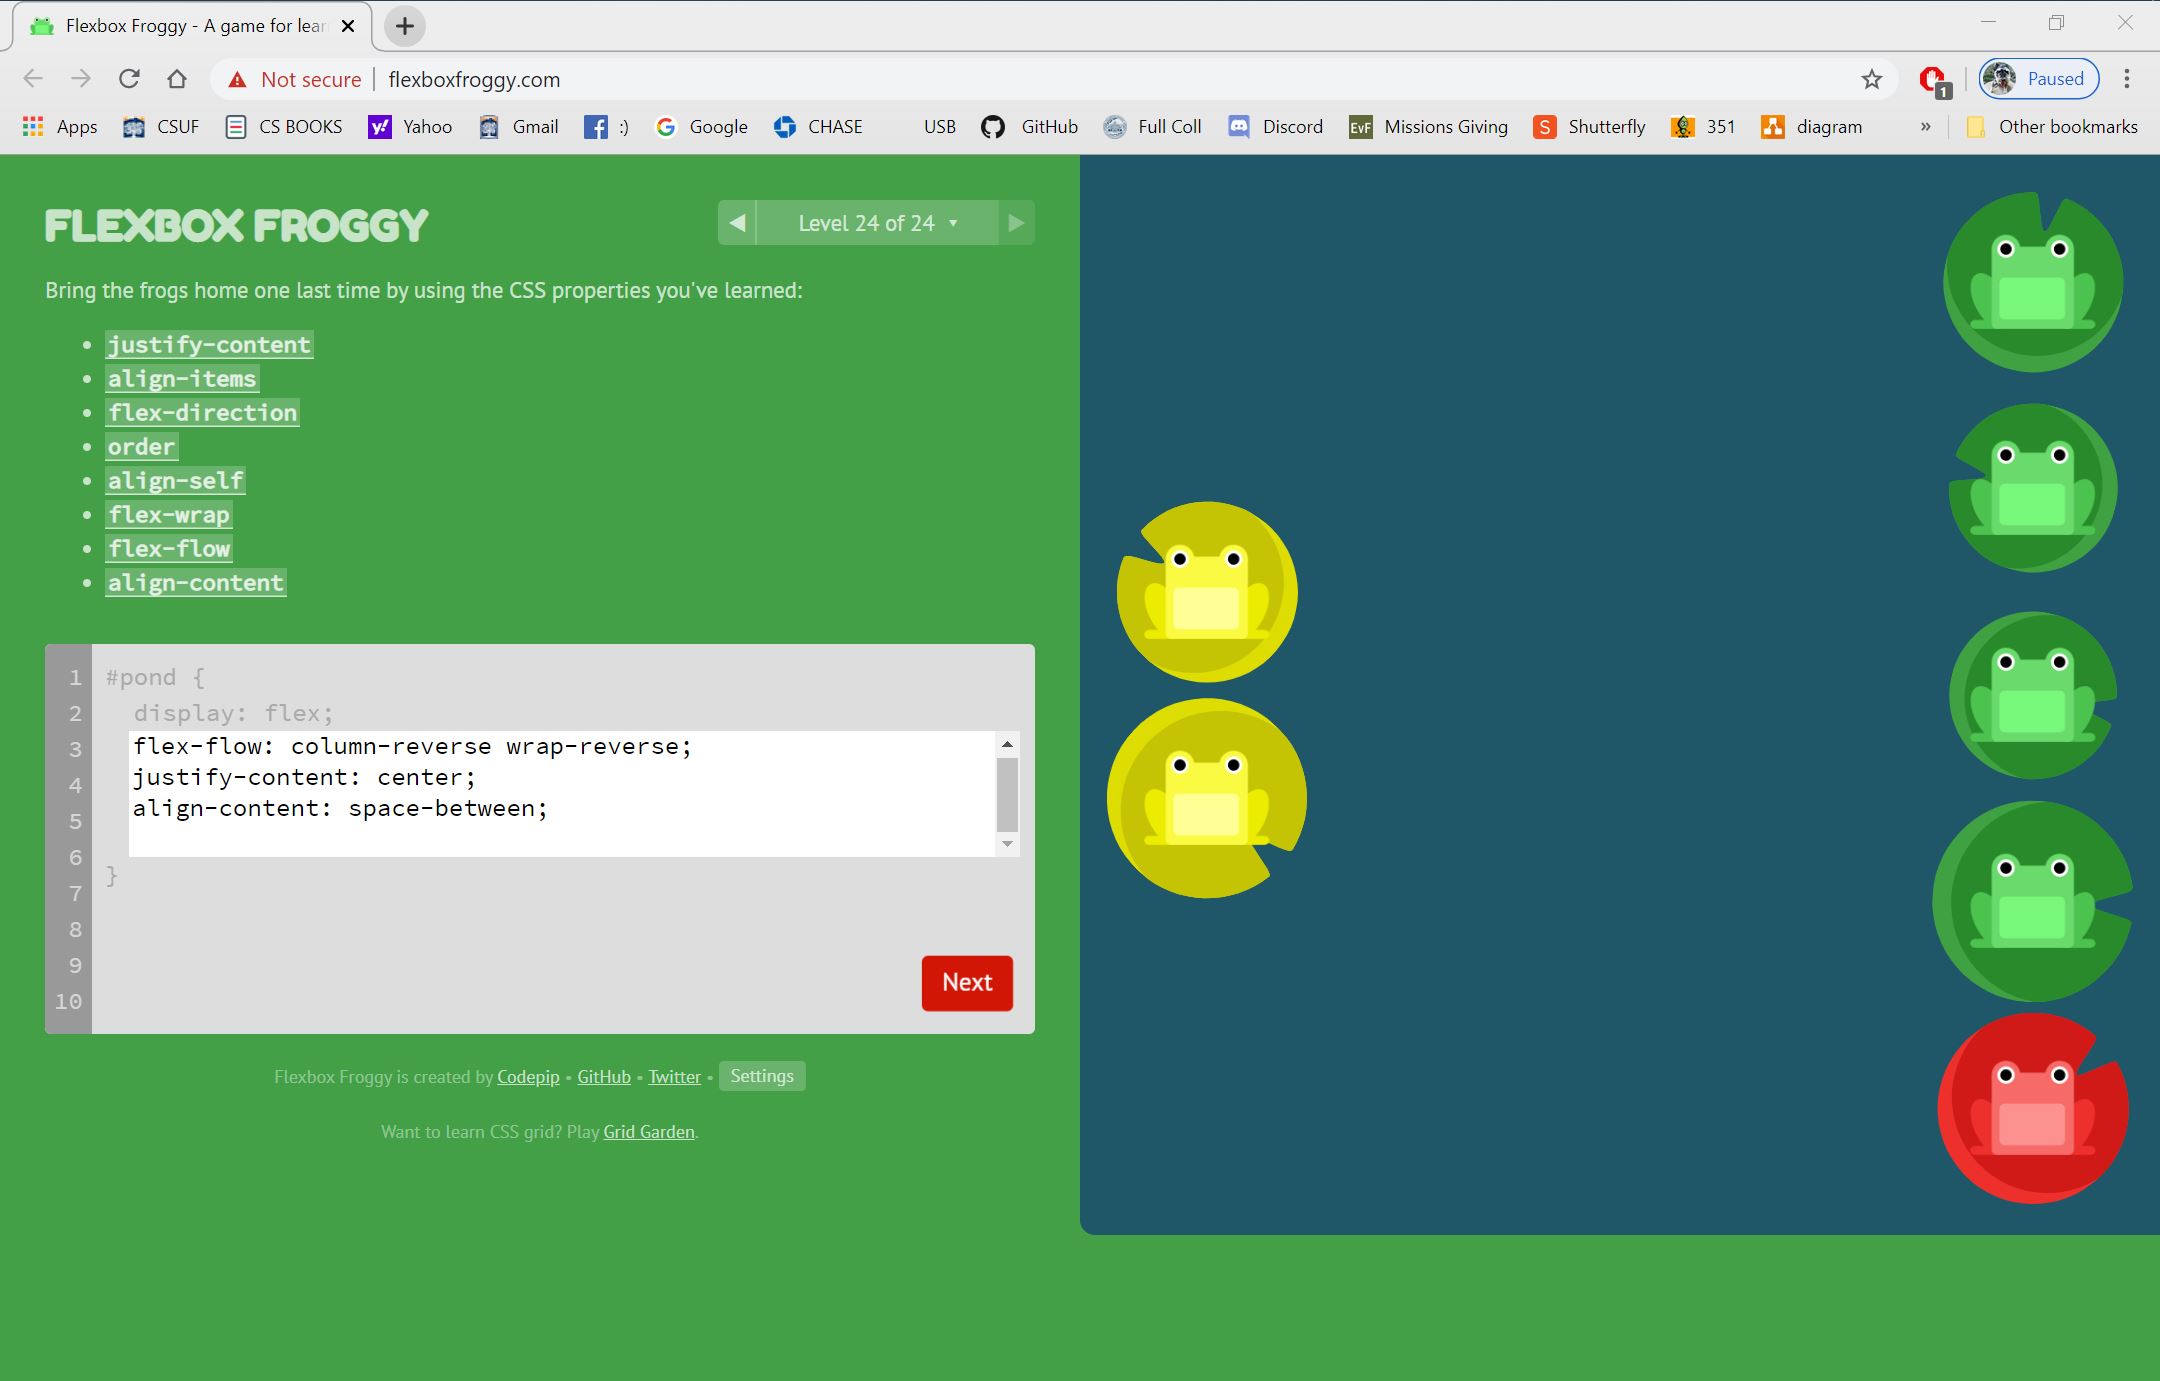 Flexbox Froggy - A game for lear
Not secure | flexboxfroggy.com
1
Paused
Apps CSUF CS BOOKS Yahoo Gmail :) Google CHASE USB GitHub Full Coll Discord EvF Missions Giving S Shutterfly 351 diagram » Other bookmarks
FLEXBOX FROGGY
Level 24 of 24
Bring the frogs home one last time by using the CSS properties you've learned:
justify-content
align-items
flex-direction
order
align-self
flex-wrap
flex-flow
align-content
1 #pond {
2 display: flex;
3 flex-flow: column-reverse wrap-reverse;
4 justify-content: center;
5 align-content: space-between;
6 }
7
8
9
10
Next
Flexbox Froggy is created by Codepip • GitHub • Twitter • Settings
Want to learn CSS grid? Play Grid Garden.